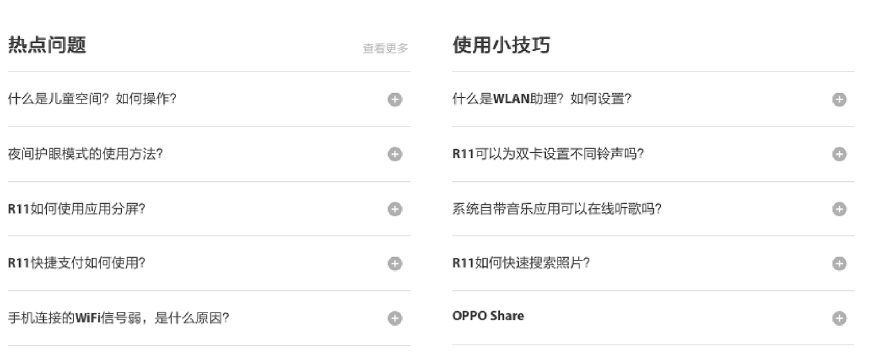 热点问题
查看更多
什么是儿童空间？如何操作？
夜间护眼模式的使用方法？
R11如何使用应用分屏？
R11快捷支付如何使用？
手机连接的WiFi信号弱，是什么原因？
使用小技巧
什么是WLAN助理？如何设置？
R11可以为双卡设置不同铃声吗？
系统自带音乐应用可以在线听歌吗？
R11如何快速搜索照片？
OPPO Share